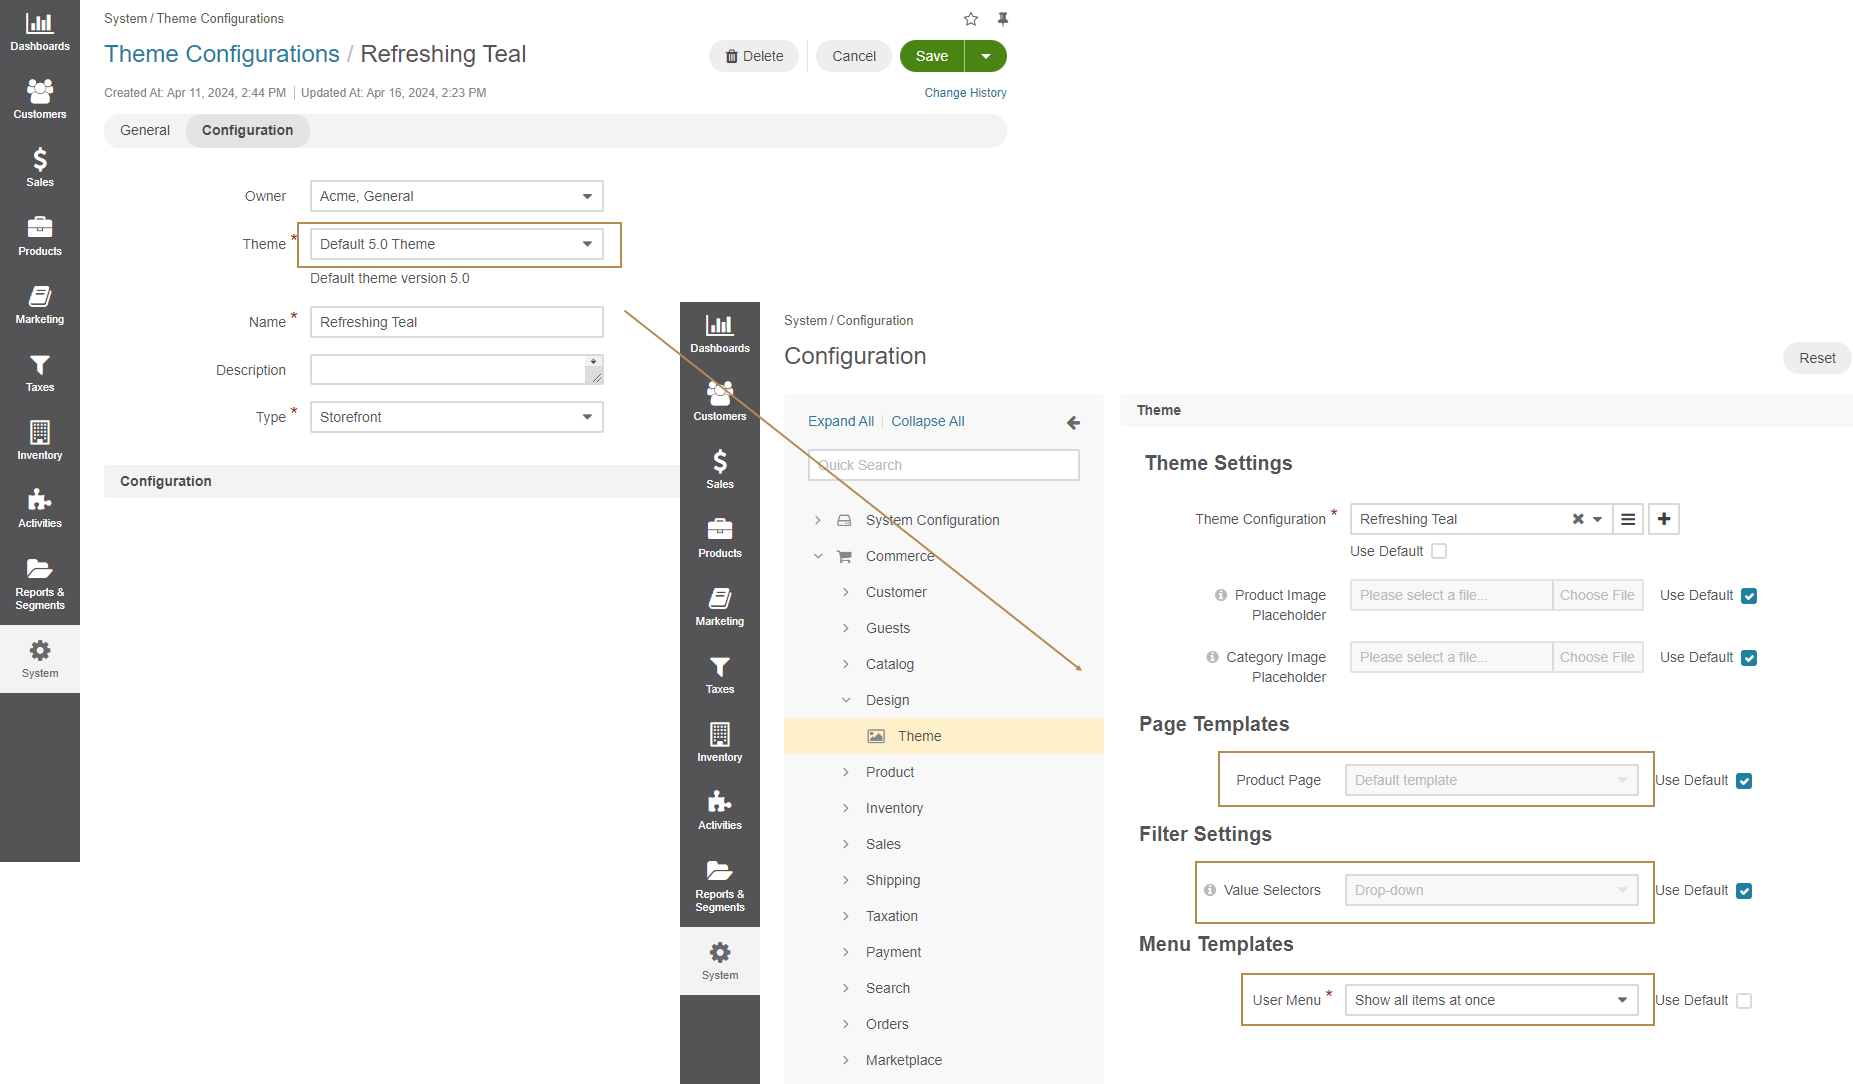 Dashboards
Customers
Sales
Products
Marketing
Taxes
Inventory
Activities
Reports &
Segments
System
System / Theme Configurations
Theme Configurations / Refreshing Teal
Delete
Cancel
Save
Created At: Apr 11, 2024, 2:44 PM | Updated At: Apr 16, 2024, 2:23 PM
Change History
General
Configuration
Owner
Acme, General
Theme *
Default 5.0 Theme
Default theme version 5.0
Name *
Refreshing Teal
Description
Type *
Storefront
Configuration
Dashboards
Customers
Sales
Products
Marketing
Taxes
Inventory
Activities
Reports &
Segments
System
System / Configuration
Configuration
Reset
Expand All | Collapse All
Quick Search
System Configuration
Commerce
Customer
Guests
Catalog
Design
Theme
Product
Inventory
Sales
Shipping
Taxation
Payment
Search
Orders
Marketplace
Theme
Theme Settings
Theme Configuration *
Refreshing Teal
Use Default
Product Image
Placeholder
Please select a file...
Choose File
Use Default
Category Image
Placeholder
Please select a file...
Choose File
Use Default
Page Templates
Product Page
Default template
Use Default
Filter Settings
Value Selectors
Drop-down
Use Default
Menu Templates
User Menu *
Show all items at once
Use Default